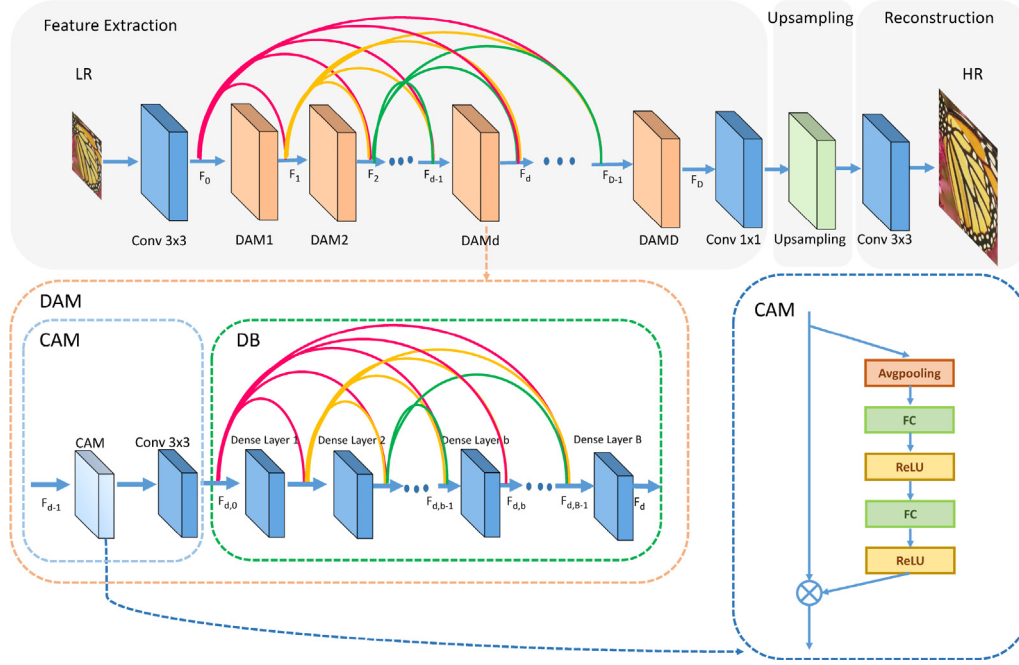 Feature Extraction
Upsampling
Reconstruction
LR
HR
F0
F1
F2
Fd-1
Fd
FD-1
FD
Conv 3x3
DAM1
DAM2
DAMd
DAMD
Conv 1x1
Upsampling
Conv 3x3
DAM
CAM
DB
CAM
Conv 3x3
Dense Layer 1
Dense Layer 2
Dense Layer b
Dense Layer B
Fd-1
Fd,0
Fd,b-1
Fd,b
Fd,B-1
Fd
CAM
Avgpooling
FC
ReLU
FC
ReLU